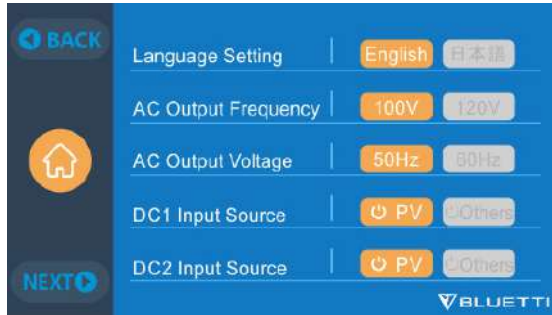 BACK
Language Setting English 日本語
AC Output Frequency 100V 120V
AC Output Voltage 50Hz 60Hz
DC1 Input Source PV Others
DC2 Input Source PV Others
NEXT
BLUETTI